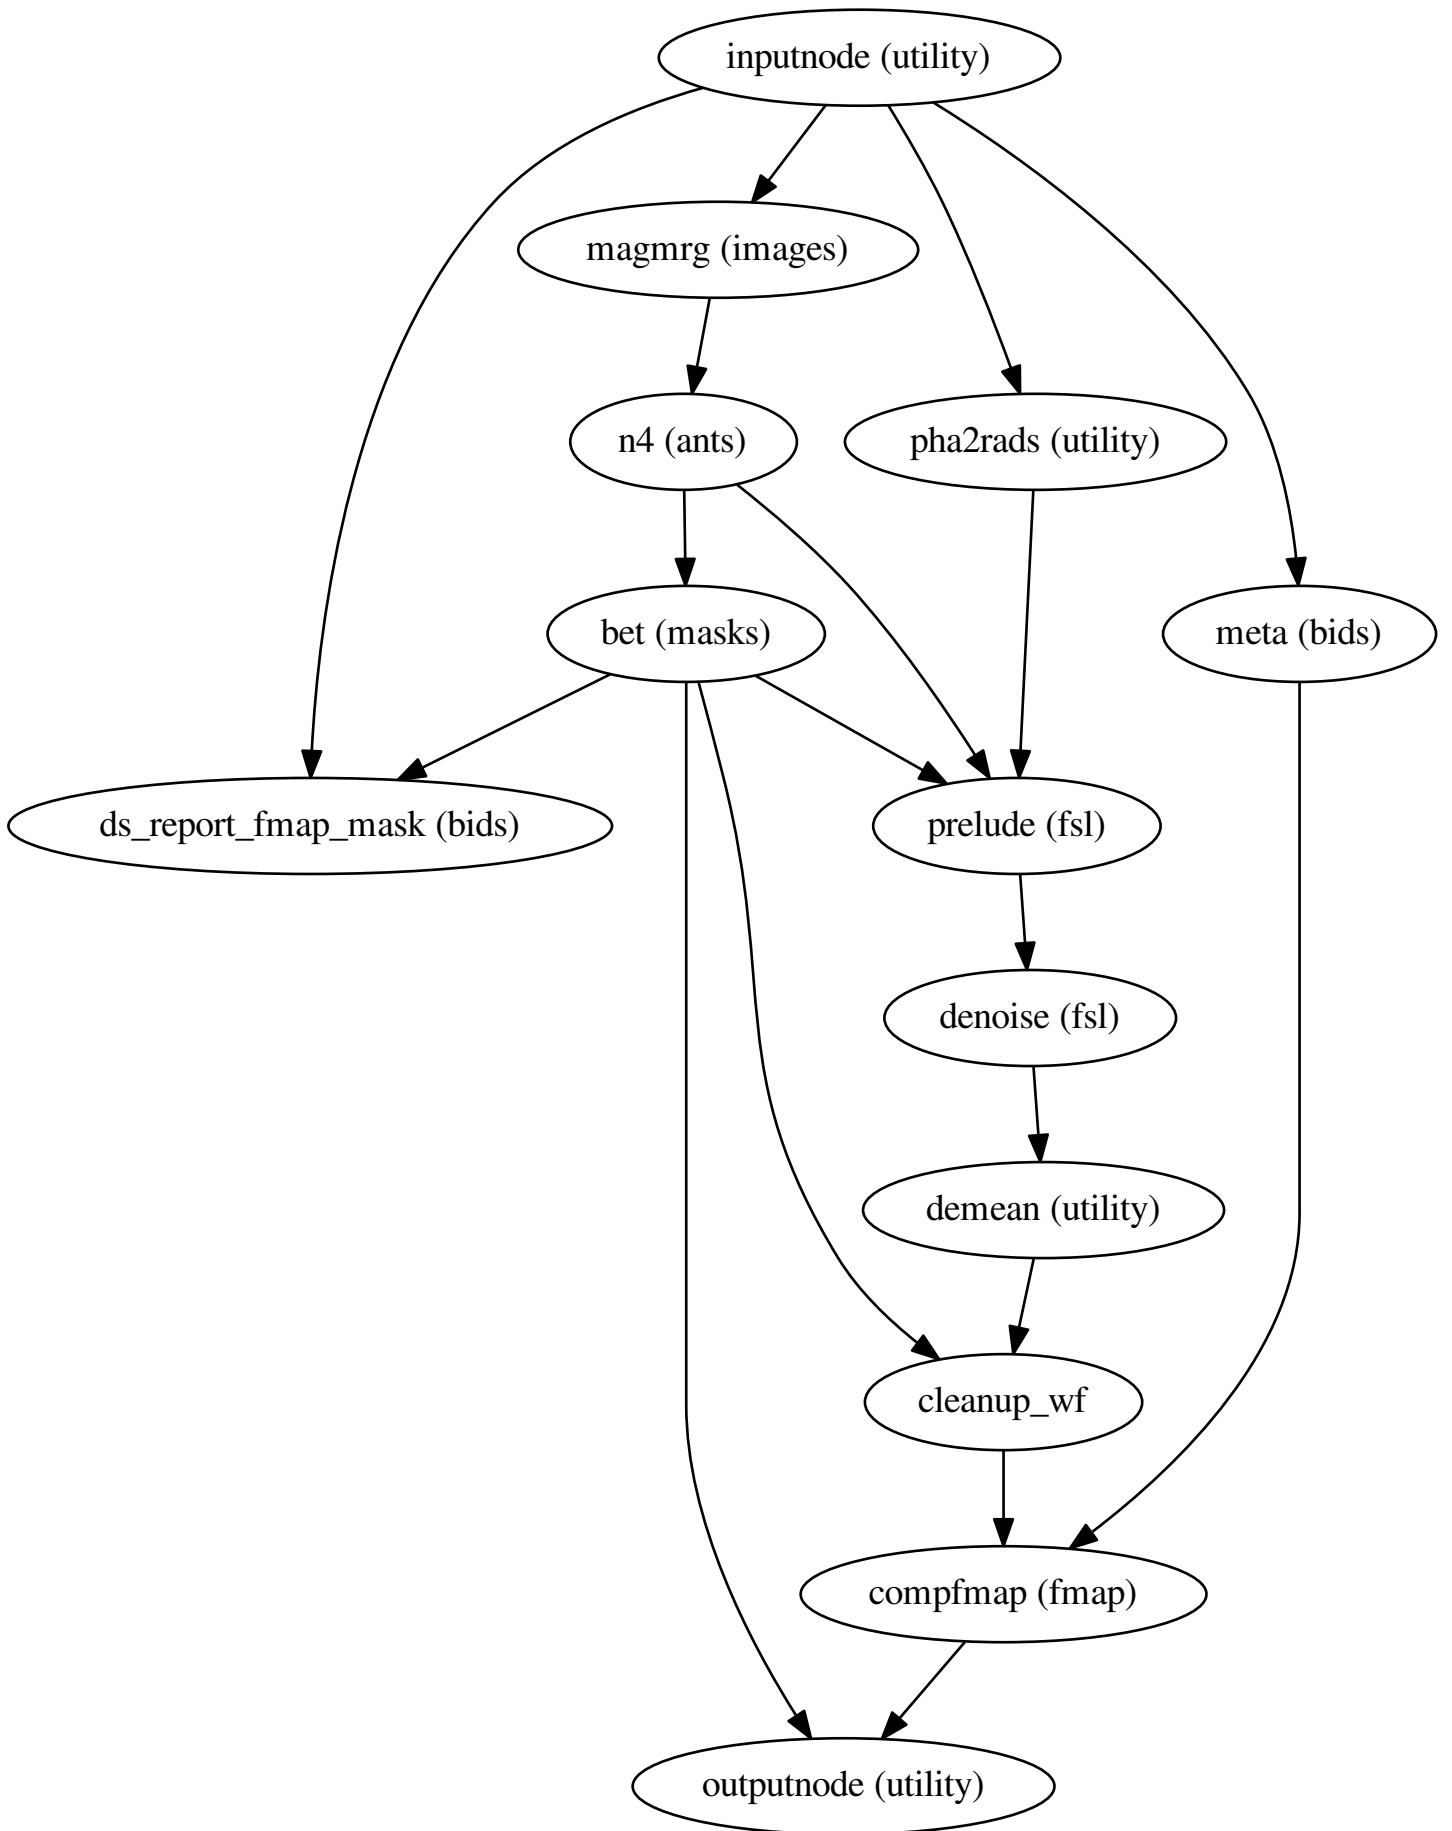 inputnode (utility)
magmrg (images)
n4 (ants)
pha2rads (utility)
bet (masks)
meta (bids)
ds_report_fmap_mask (bids)
prelude (fsl)
denoise (fsl)
demean (utility)
cleanup_wf
compfmap (fmap)
outputnode (utility)